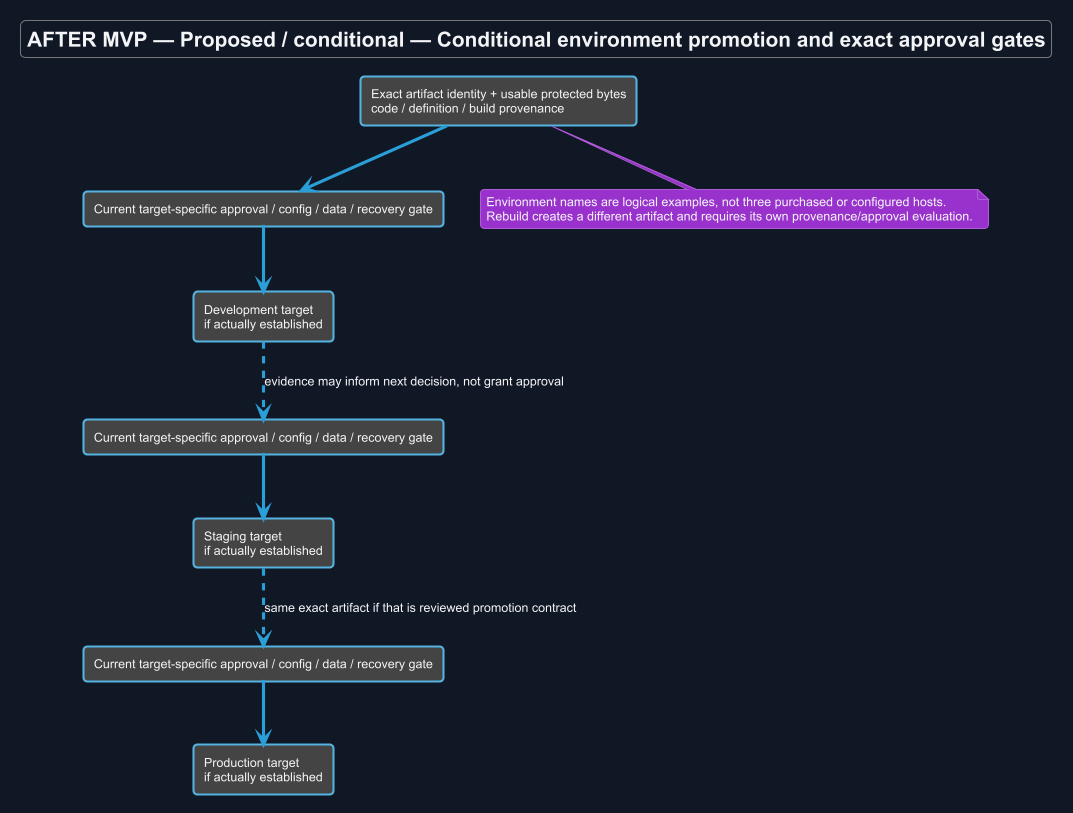 AFTER MVP — Proposed / conditional — Conditional environment promotion and exact approval gates
Exact artifact identity + usable protected bytes
code / definition / build provenance
Current target-specific approval / config / data / recovery gate
Environment names are logical examples, not three purchased or configured hosts.
Rebuild creates a different artifact and requires its own provenance/approval evaluation.
Development target
if actually established
evidence may inform next decision, not grant approval
Current target-specific approval / config / data / recovery gate
Staging target
if actually established
same exact artifact if that is reviewed promotion contract
Current target-specific approval / config / data / recovery gate
Production target
if actually established